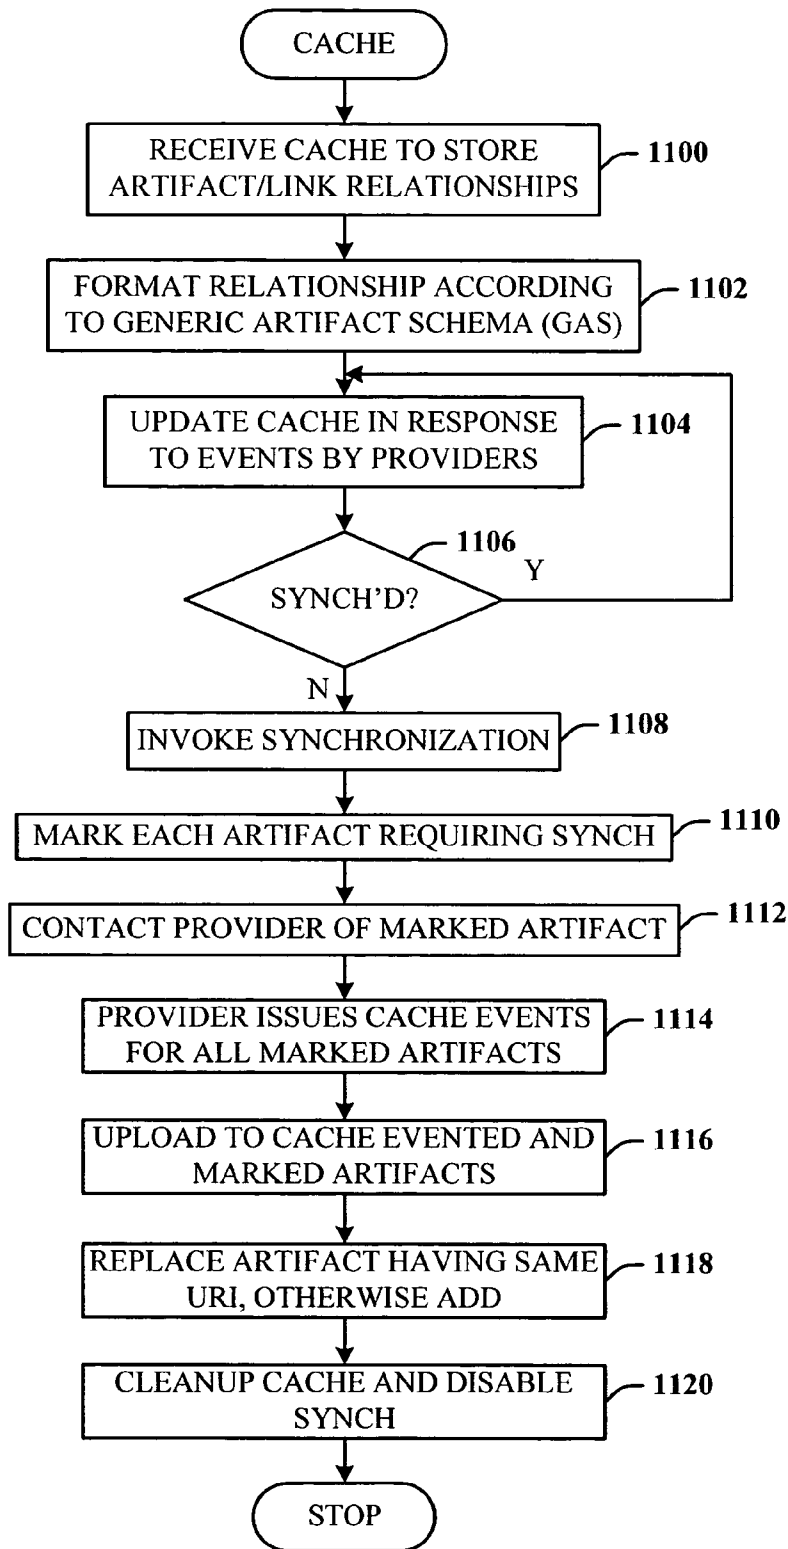 CACHE
RECEIVE CACHE TO STORE
ARTIFACT/LINK RELATIONSHIPS
1100
FORMAT RELATIONSHIP ACCORDING
TO GENERIC ARTIFACT SCHEMA (GAS)
1102
UPDATE CACHE IN RESPONSE
TO EVENTS BY PROVIDERS
1104
1106
SYNCH'D?
Y
N
INVOKE SYNCHRONIZATION
1108
MARK EACH ARTIFACT REQUIRING SYNCH
1110
CONTACT PROVIDER OF MARKED ARTIFACT
1112
PROVIDER ISSUES CACHE EVENTS
FOR ALL MARKED ARTIFACTS
1114
UPLOAD TO CACHE EVENTED AND
MARKED ARTIFACTS
1116
REPLACE ARTIFACT HAVING SAME
URI, OTHERWISE ADD
1118
CLEANUP CACHE AND DISABLE
SYNCH
1120
STOP